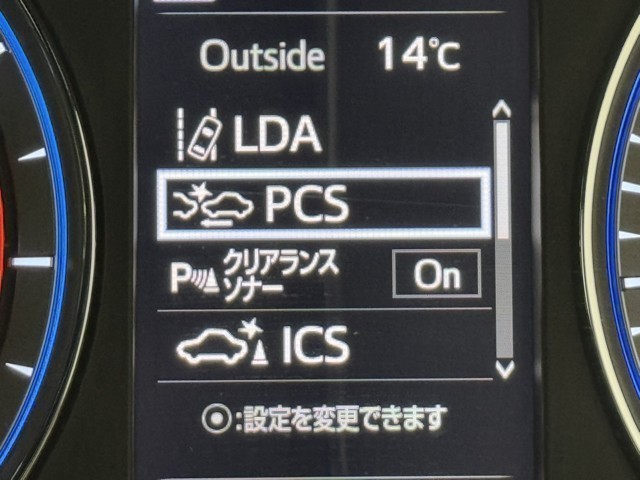 Outside 14℃
LDA
PCS
P クリアランス
ソナー On
ICS
:設定を変更できます